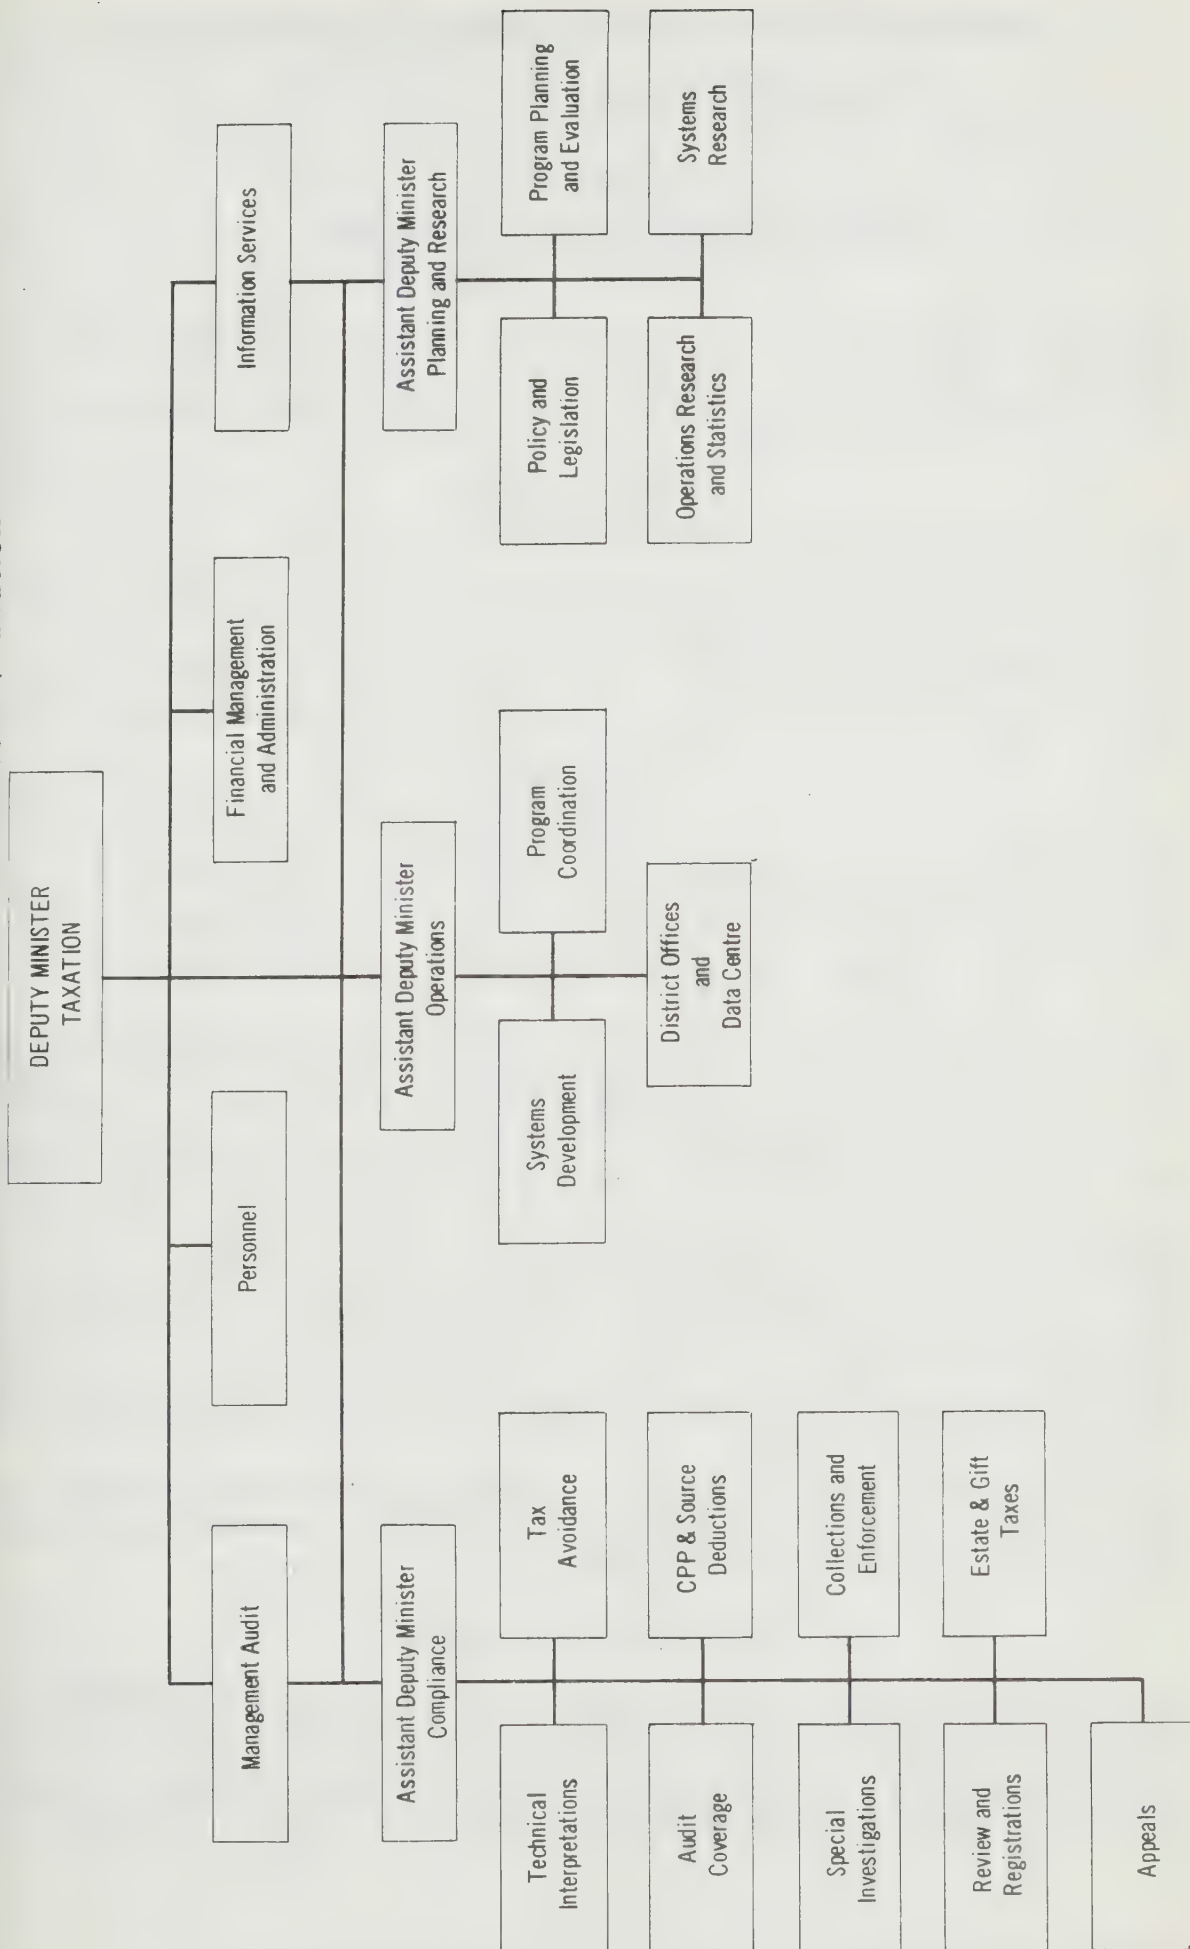 DEPUTY MINISTER
TAXATION
Management Audit
Personnel
Financial Management
and Administration
Information Services
Assistant Deputy Minister
Compliance
Assistant Deputy Minister
Operations
Assistant Deputy Minister
Planning and Research
Technical
Interpretations
Tax
Avoidance
Audit
Coverage
CPP & Source
Deductions
Special
Investigations
Collections and
Enforcement
Review and
Registrations
Estate & Gift
Taxes
Appeals
Systems
Development
Program
Coordination
District Offices
and
Data Centre
Policy and
Legislation
Program Planning
and Evaluation
Operations Research
and Statistics
Systems
Research